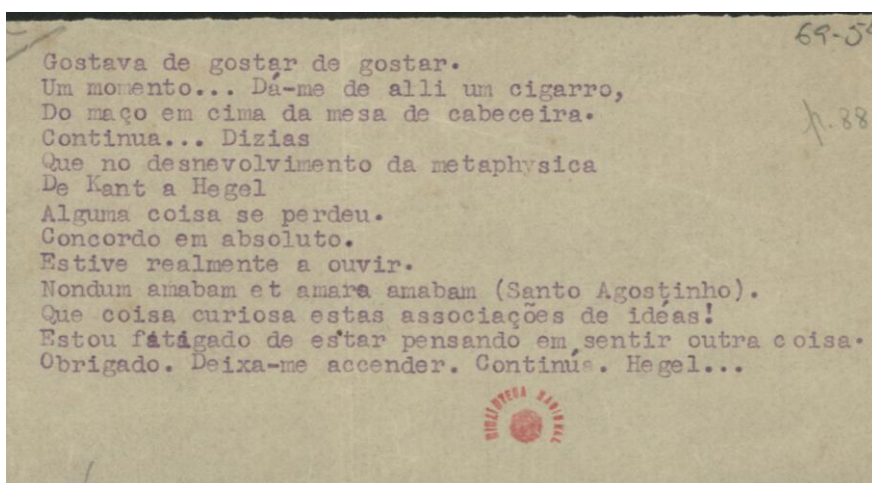 69-5
p.88
Gostava de gostar de gostar.
Um momento... Dá-me de alli um cigarro,
Do maço em cima da mesa de cabeceira.
Continua... Dizias
Que no desnevolvimento da metaphysica
De Kant a Hegel
Alguma coisa se perdeu.
Concordo em absoluto.
Estive realmente a ouvir.
Nondum amabam et amare amabam (Santo Agostinho).
Que coisa curiosa estas associações de idéas!
Estou fatigado de estar pensando em sentir outra coisa.
Obrigado. Deixa-me accender. Continúa. Hegel...
BIBLIOTECA NACIONAL